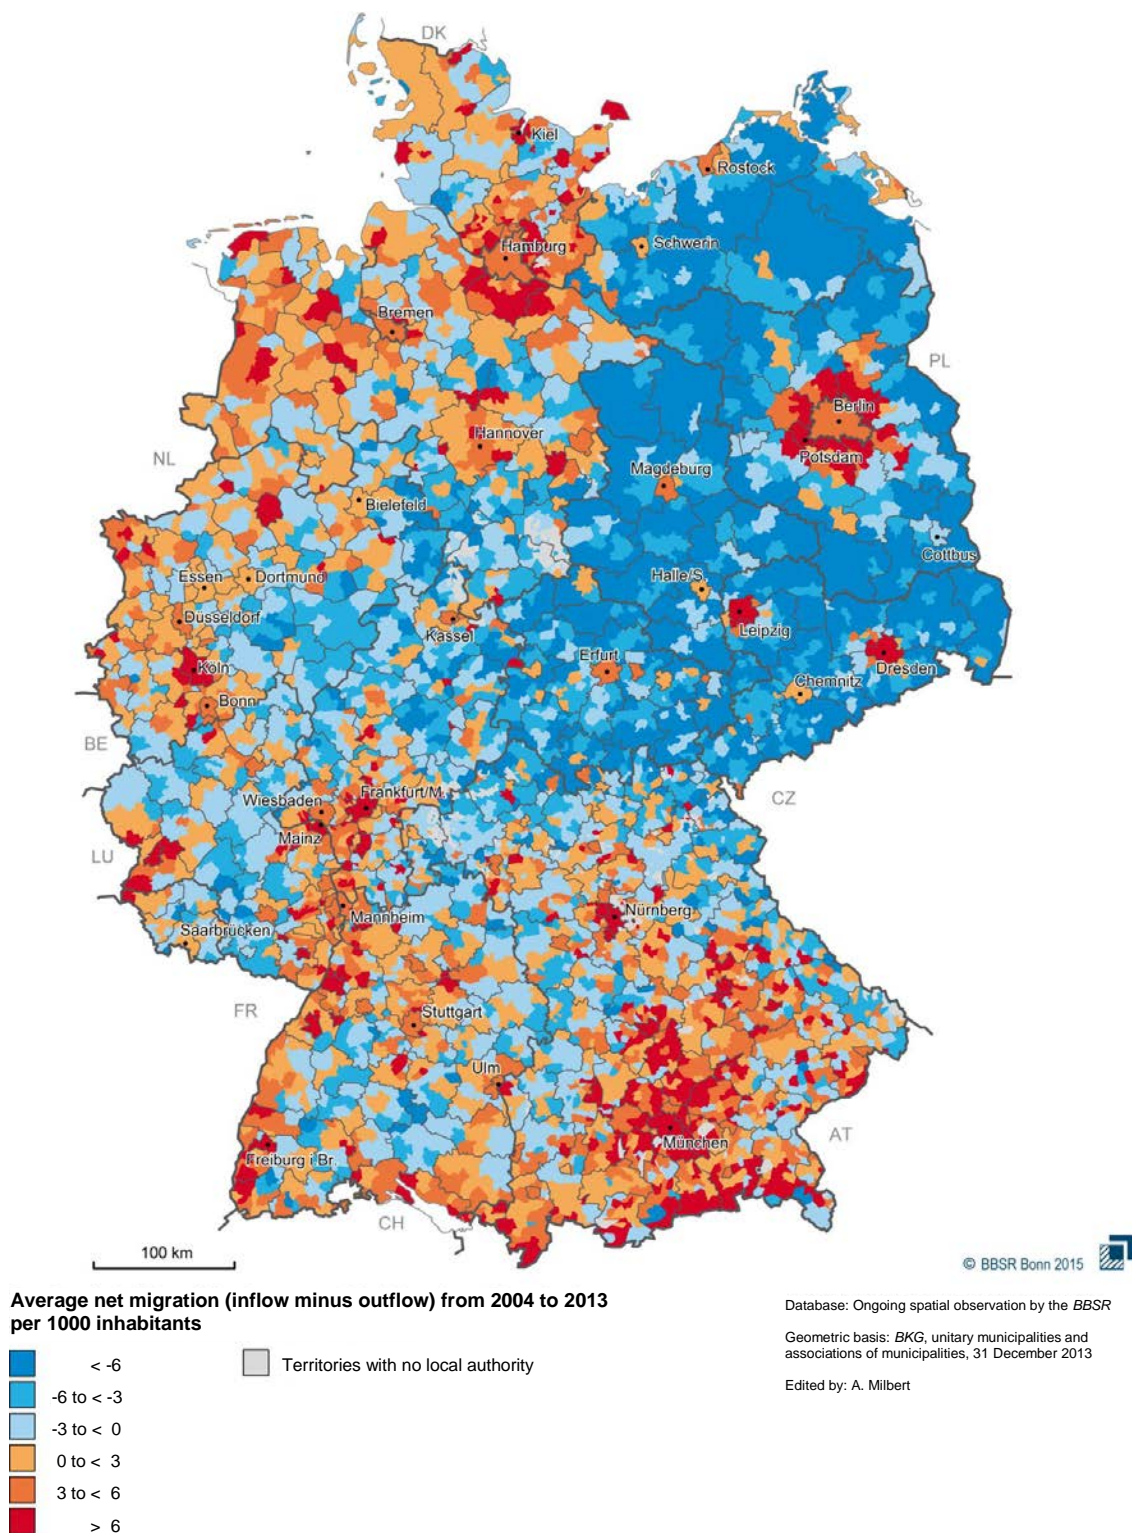 DK
Kiel
Rostock
Hamburg
Schwerin
Bremen
PL
Berlin
Hannover
Potsdam
NL
Magdeburg
Bielefeld
Cottbus
Essen
Dortmund
Halle/S.
Düsseldorf
Leipzig
Kassel
Erfurt
Köln
Dresden
Chemnitz
Bonn
BE
Wiesbaden
Frankfurt/M.
CZ
Mainz
LU
Mannheim
Nürnberg
Saarbrücken
FR
Stuttgart
Ulm
AT
München
Freiburg i.Br.
CH
100 km
© BBSR Bonn 2015
Average net migration (inflow minus outflow) from 2004 to 2013
per 1000 inhabitants
< -6
-6 to < -3
-3 to < 0
0 to < 3
3 to < 6
> 6
Territories with no local authority
Database: Ongoing spatial observation by the BBSR
Geometric basis: BKG, unitary municipalities and
associations of municipalities, 31 December 2013
Edited by: A. Milbert